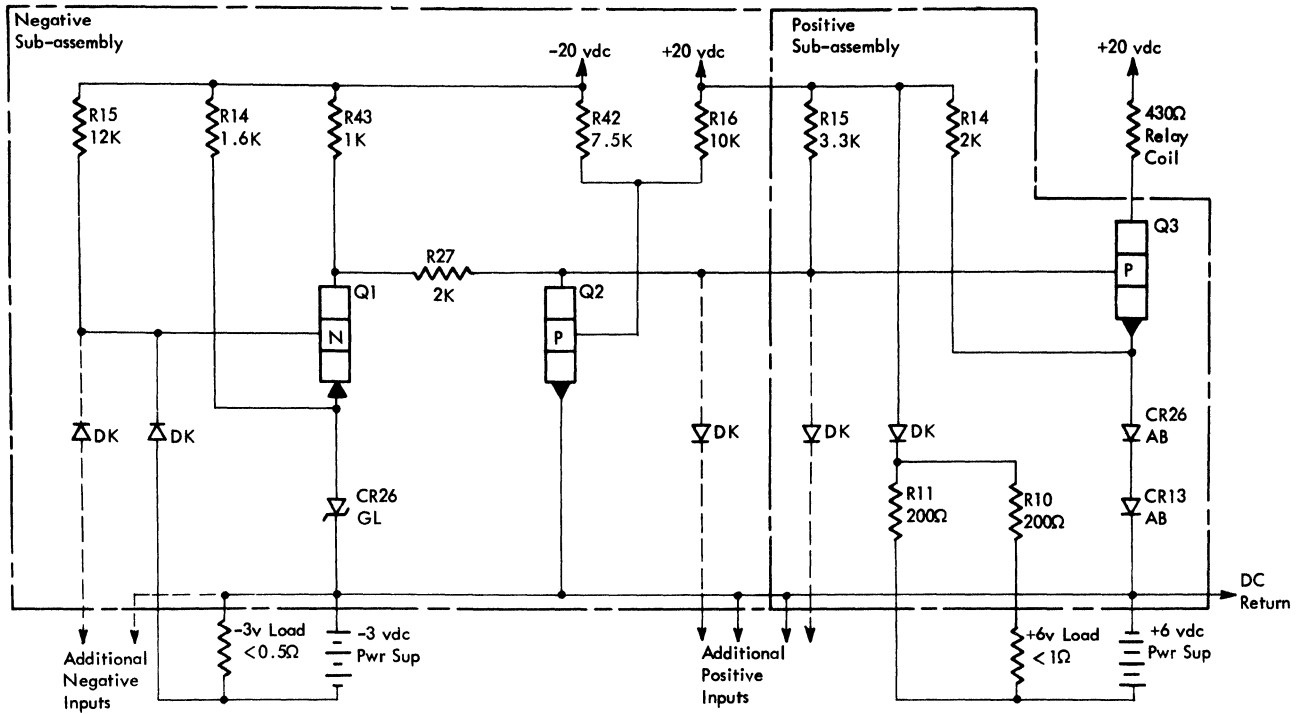 Negative
Sub-assembly
Positive
Sub-assembly
-20 vdc
+20 vdc
+20 vdc
R15
12K
R14
1.6K
R43
1K
R42
7.5K
R16
10K
R15
3.3K
R14
2K
430Ω
Relay
Coil
Q3
P
R27
2K
Q1
N
Q2
P
DK
DK
DK
DK
DK
CR26
AB
CR26
GL
R11
200Ω
R10
200Ω
CR13
AB
DC
Return
-3v Load
<0.5Ω
-3 vdc
Pwr Sup
+6v Load
<1Ω
+6 vdc
Pwr Sup
Additional
Negative
Inputs
Additional
Positive
Inputs